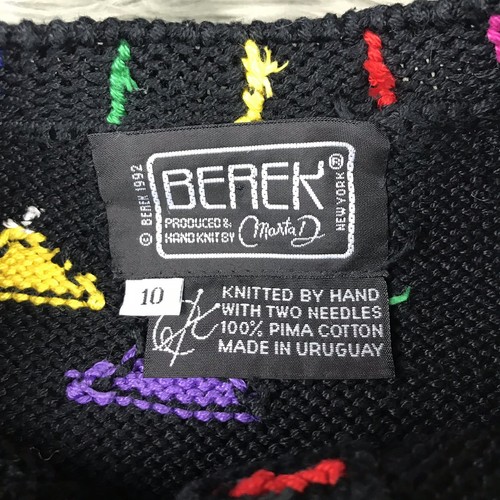 © BEREK 1992
BEREK ®
NEW YORK
PRODUCED &
HAND KNIT BY Marta D
10
KNITTED BY HAND
WITH TWO NEEDLES
100% PIMA COTTON
MADE IN URUGUAY